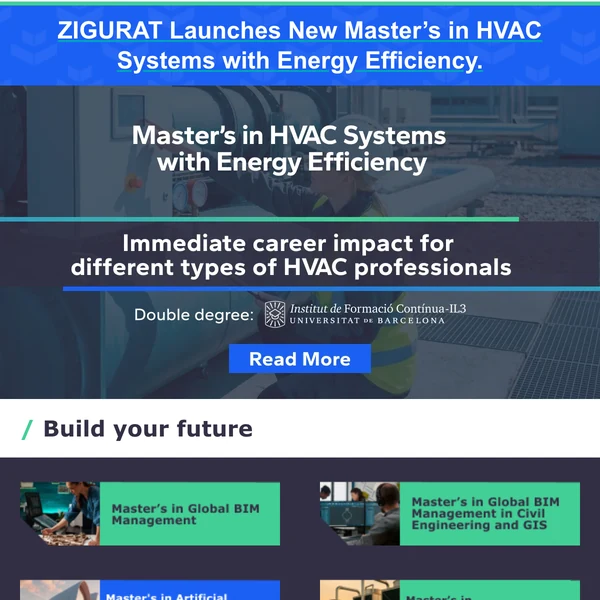 ZIGURAT Launches New Master’s in HVAC
Systems with Energy Efficiency.
Master’s in HVAC Systems
with Energy Efficiency
Immediate career impact for
different types of HVAC professionals
Double degree:
Institut de Formació Contínua-IL3
UNIVERSITAT DE BARCELONA
Read More
/ Build your future
Master’s in Global BIM
Management
Master’s in Global BIM
Management in Civil
Engineering and GIS
Master's in Artificial
Master’s in